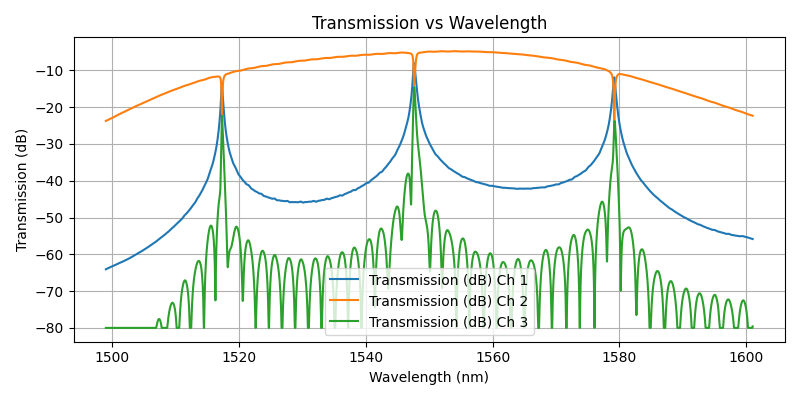 Transmission vs Wavelength
Transmission (dB)
−10
−20
−30
−40
−50
−60
−70
−80
Transmission (dB) Ch 1
Transmission (dB) Ch 2
Transmission (dB) Ch 3
1500 1520 1540 1560 1580 1600
Wavelength (nm)